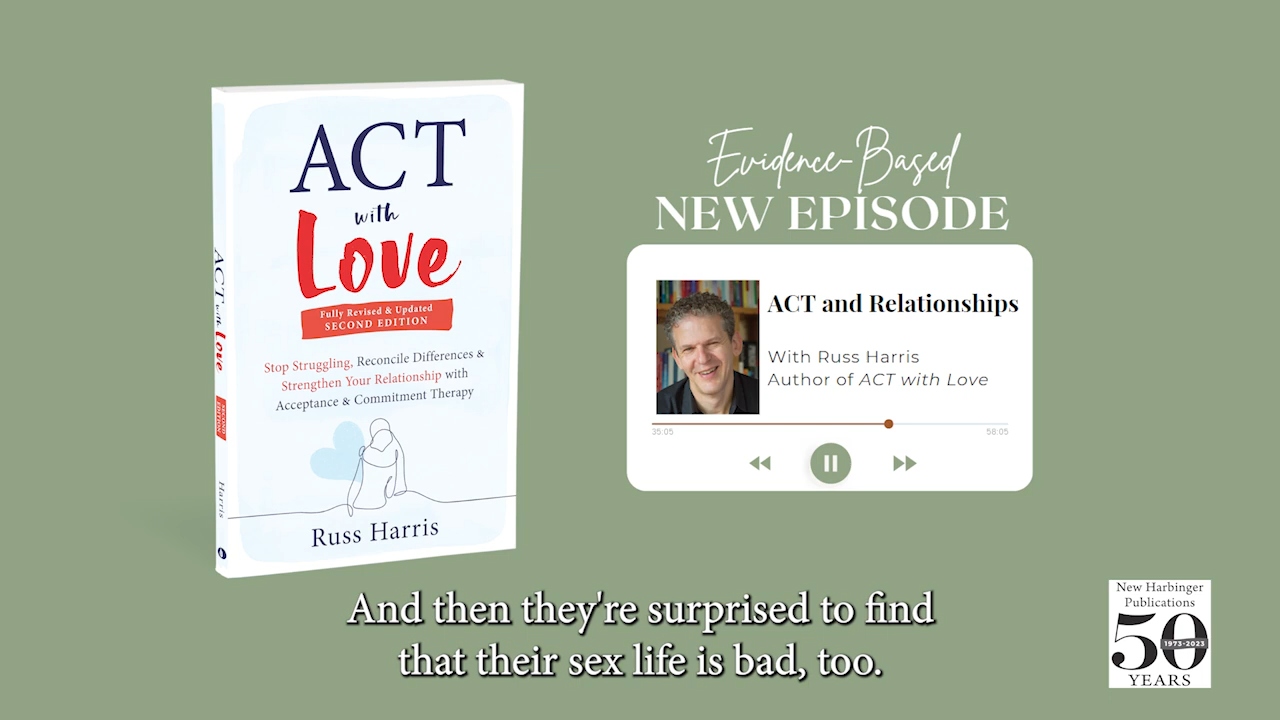 ACT
with
Love
Fully Revised & Updated
SECOND EDITION
Stop Struggling, Reconcile Differences &
Strengthen Your Relationship with
Acceptance & Commitment Therapy
Russ Harris
ACT with Love
SECOND
EDITION
Harris
Evidence-Based
NEW EPISODE
ACT and Relationships
With Russ Harris
Author of ACT with Love
35:05
58:05
And then they're surprised to find
that their sex life is bad, too.
New Harbinger
Publications
50
1973-2023
YEARS